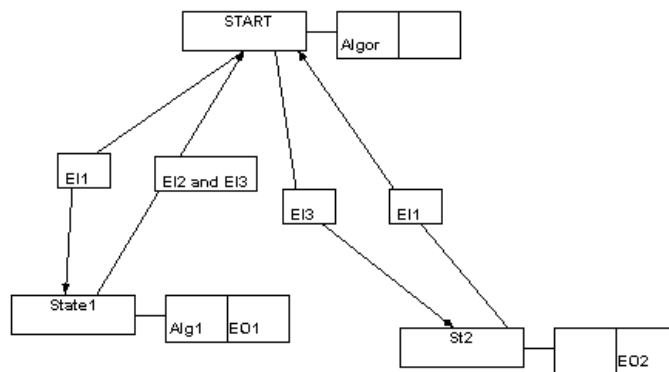 START
Algor
EI1
EI2 and EI3
EI3
EI1
State1
Alg1
EO1
St2
EO2